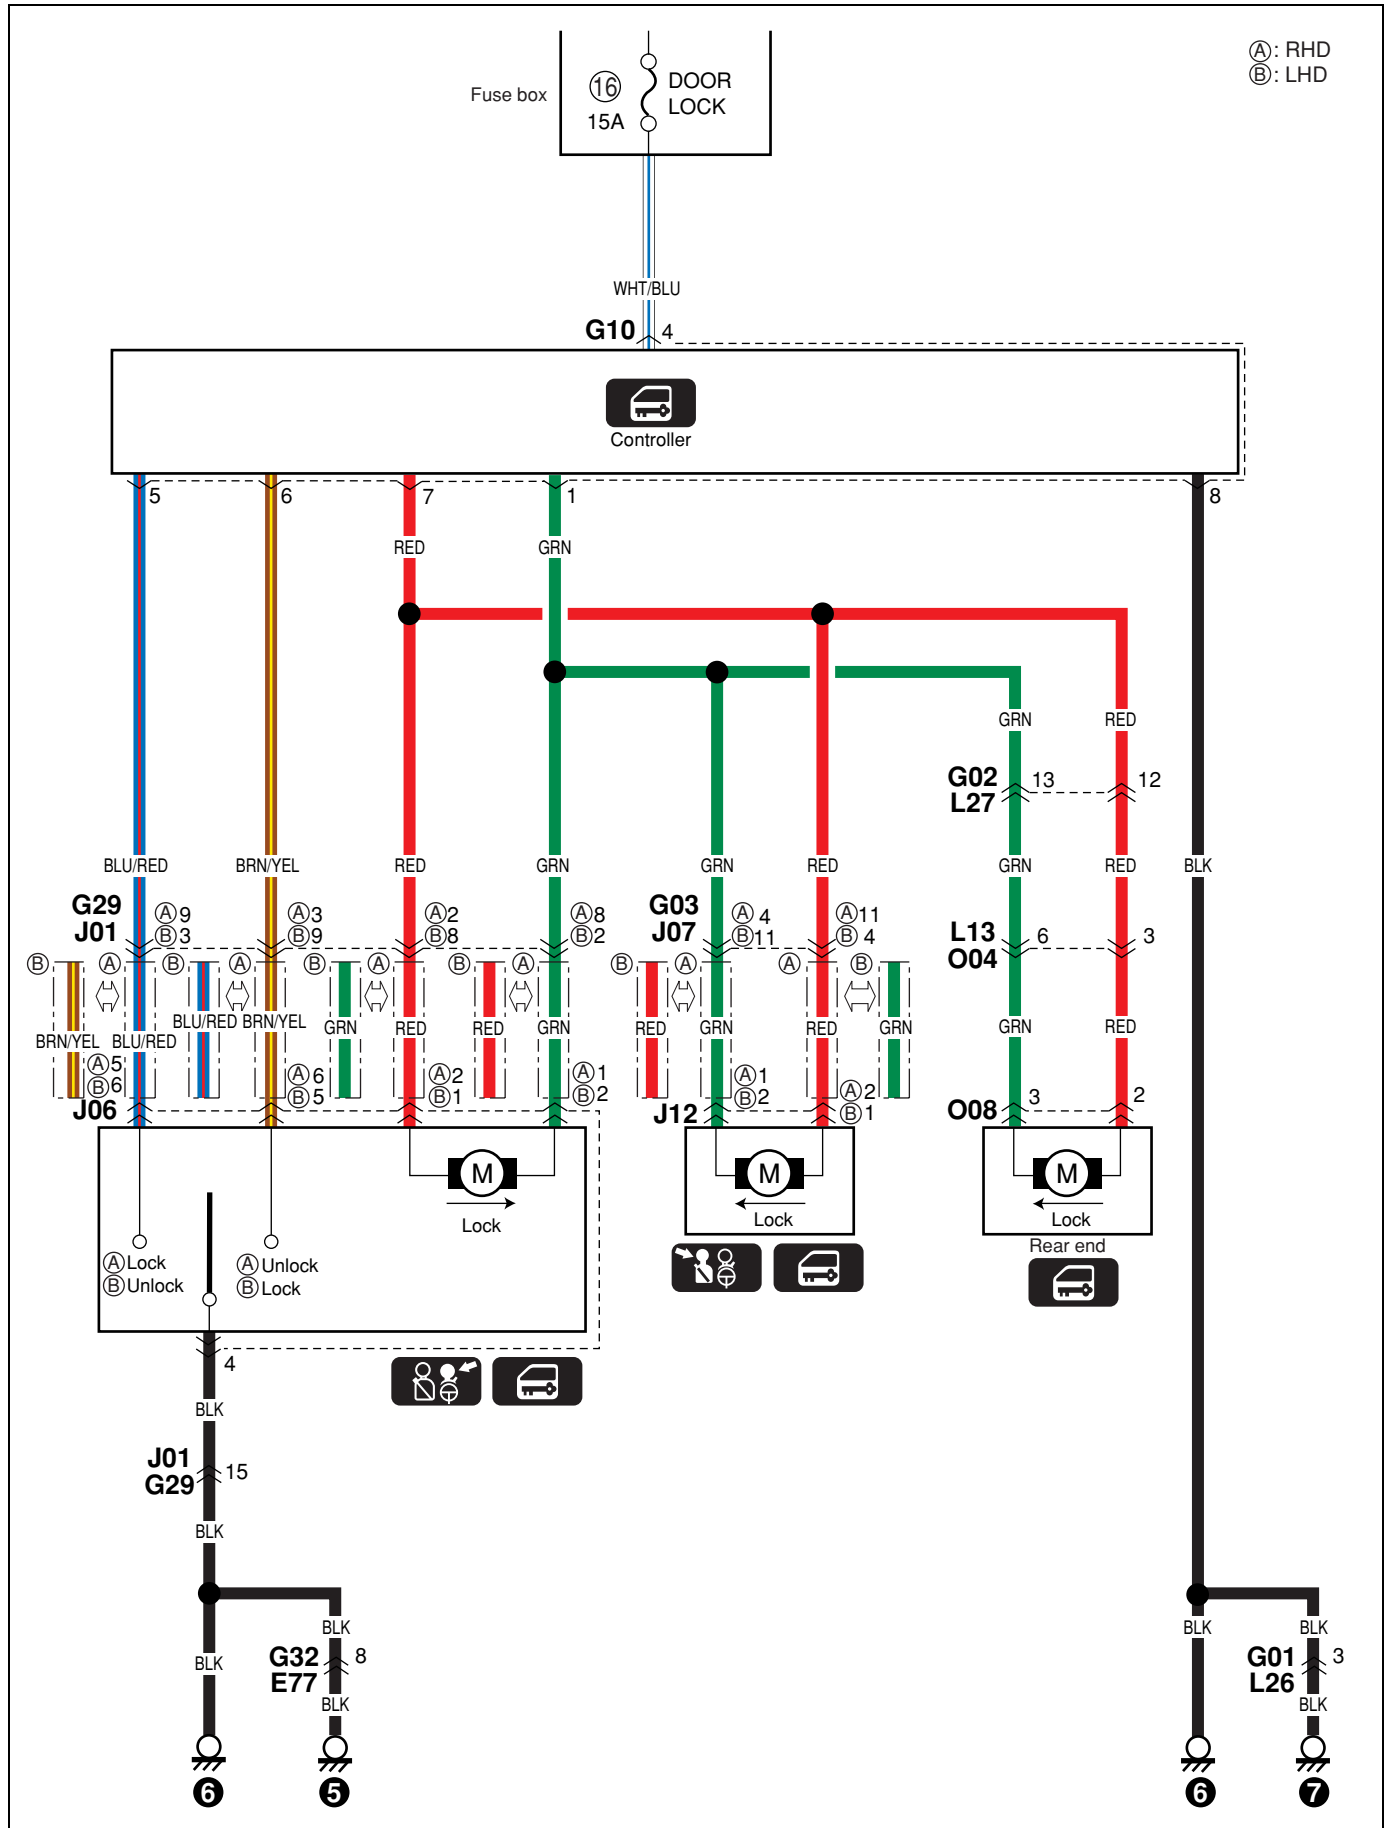 Ⓐ: RHD
Ⓑ: LHD
Fuse box
⑯ DOOR
15A LOCK
WHT/BLU
G10 4
Controller
5 6 7 1 8
RED GRN
GRN RED
G02 13 12
L27
BLU/RED BRN/YEL RED GRN GRN RED GRN RED BLK
G29 Ⓐ9 Ⓐ3 Ⓐ2 Ⓐ8 G03 Ⓐ4 Ⓐ11
J01 Ⓑ3 Ⓑ9 Ⓑ8 Ⓑ2 J07 Ⓑ11 Ⓑ4 L13 6 3
O04
Ⓑ Ⓐ Ⓑ Ⓐ Ⓑ Ⓐ Ⓑ Ⓐ Ⓑ Ⓐ Ⓐ Ⓑ
BRN/YEL BLU/RED BLU/RED BRN/YEL GRN RED RED GRN RED GRN RED GRN GRN RED
Ⓐ5 Ⓐ6 Ⓐ2 Ⓐ1 Ⓐ1 Ⓐ2
Ⓑ6 Ⓑ5 Ⓑ1 Ⓑ2 Ⓑ2 Ⓑ1
J06 J12 O08 3 2
M M M
Lock Lock Lock
ⒶLock ⒶUnlock
ⒷUnlock ⒷLock
Rear end
4
BLK
J01 15
G29
BLK
BLK BLK BLK
G32 8 G01 3
E77 L26
BLK BLK BLK
6 5 6 7